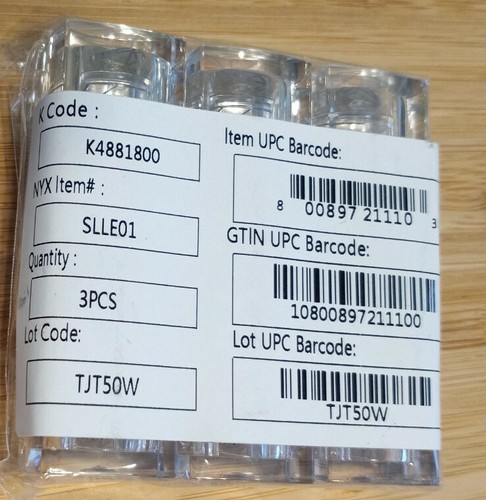 K Code :
K4881800
NYX Item# :
SLLE01
Quantity :
3PCS
Lot Code:
TJT50W
Item UPC Barcode:
8 00897 21110 3
GTIN UPC Barcode:
10800897211100
Lot UPC Barcode:
TJT50W